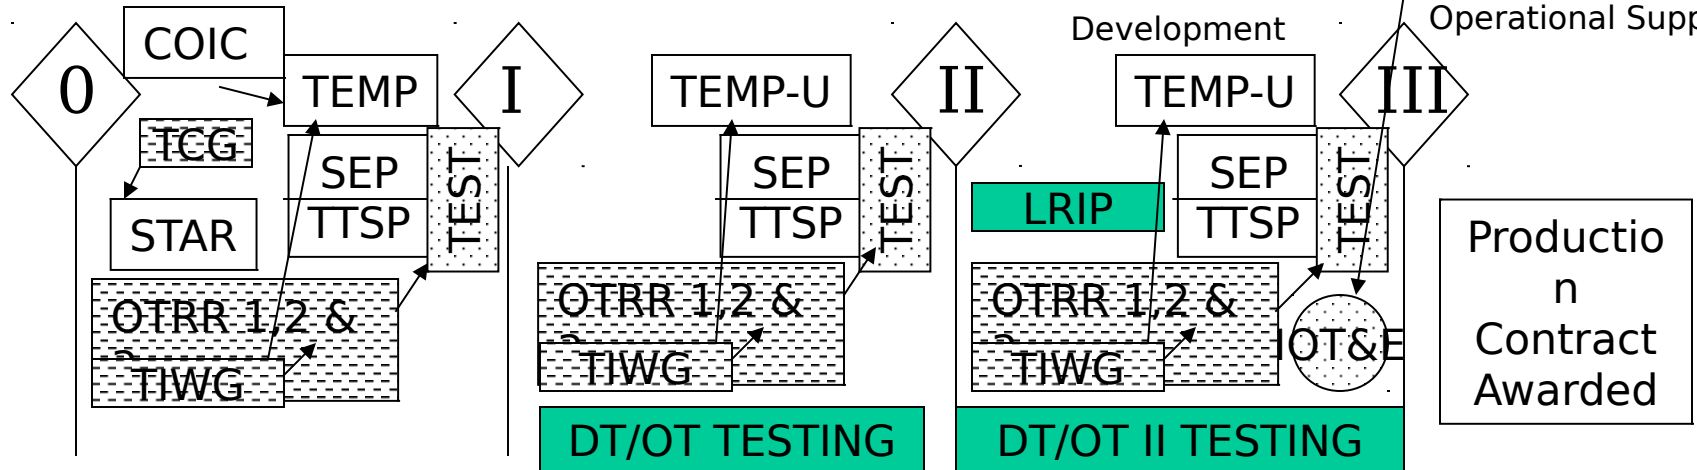 Development
Operational Supp
0
COIC
TEMP
I
TEMP-U
II
TEMP-U
III
TCG
SEP
TTSP
TEST
SEP
TTSP
TEST
LRIP
SEP
TTSP
TEST
STAR
Productio
n
Contract
Awarded
OTRR 1,2 &
TIWG
OTRR 1,2 &
TIWG
OTRR 1,2 &
TIWG
IOT&E
DT/OT TESTING
DT/OT II TESTING